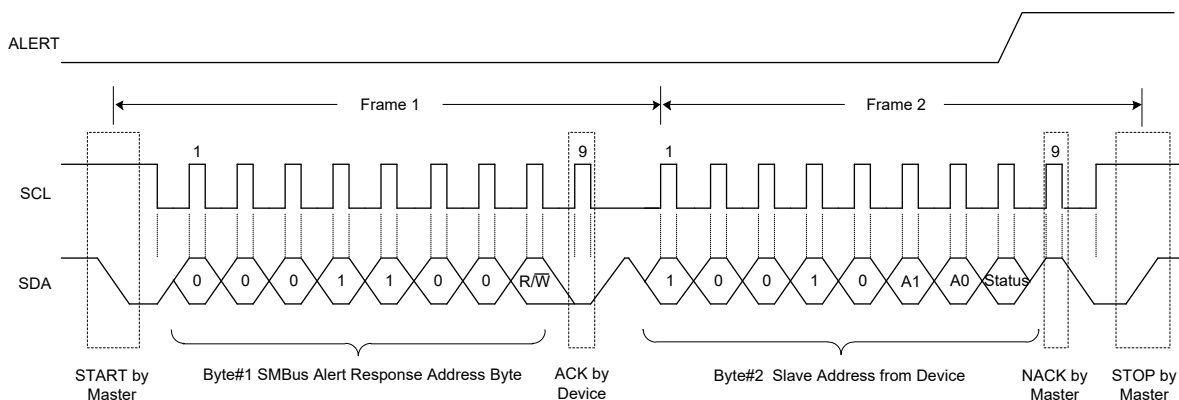 ALERT
Frame 1 Frame 2
1 9 1 9
SCL
SDA
0 0 0 1 1 0 0 R/W̅ 1 0 0 1 0 A1 A0 Status
START by Master
Byte#1 SMBus Alert Response Address Byte
ACK by Device
Byte#2 Slave Address from Device
NACK by Master
STOP by Master